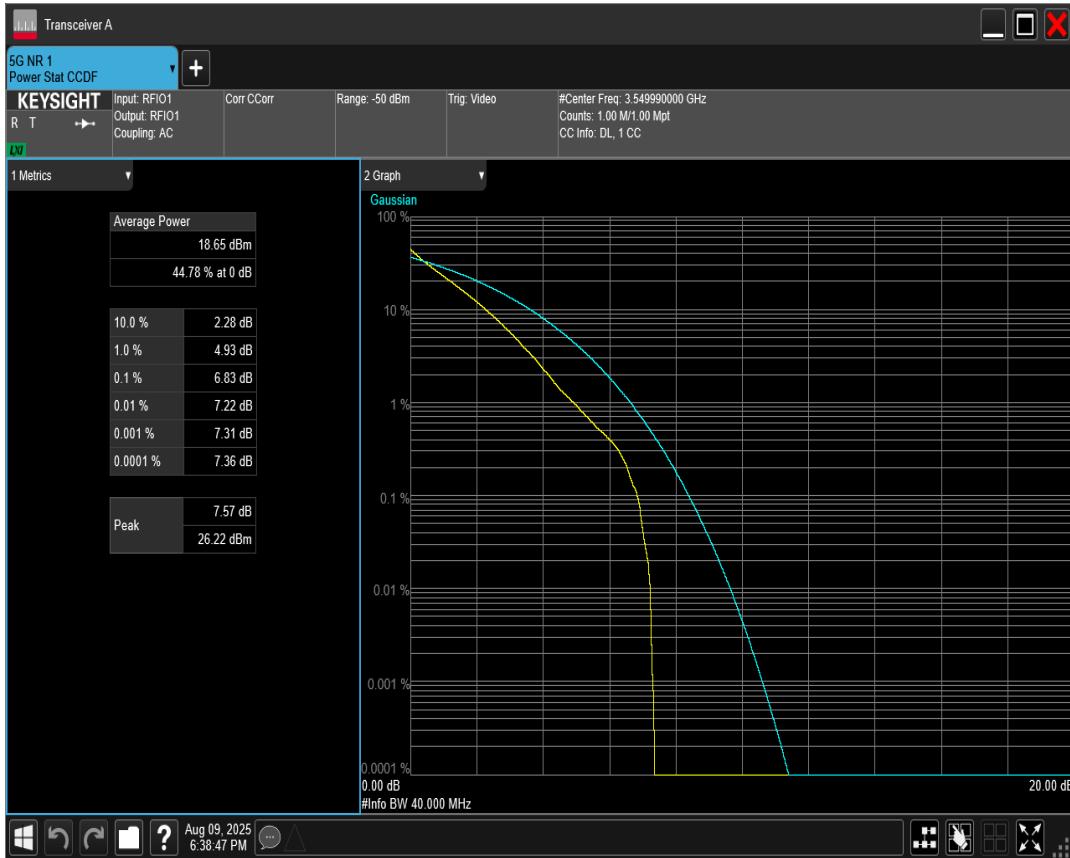 Transceiver A
5G NR 1
Power Stat CCDF
KEYSIGHT
R T
LXI
Input: RFIO1
Output: RFIO1
Coupling: AC
Corr CCorr
Range: -50 dBm
Trig: Video
#Center Freq: 3.549990000 GHz
Counts: 1.00 M/1.00 Mpt
CC Info: DL, 1 CC
1 Metrics
Average Power
18.65 dBm
44.78 % at 0 dB
10.0 % 2.28 dB
1.0 % 4.93 dB
0.1 % 6.83 dB
0.01 % 7.22 dB
0.001 % 7.31 dB
0.0001 % 7.36 dB
Peak 7.57 dB
26.22 dBm
2 Graph
Gaussian
100 %
10 %
1 %
0.1 %
0.01 %
0.001 %
0.0001 %
0.00 dB 20.00 dB
#Info BW 40.000 MHz
Aug 09, 2025
6:38:47 PM